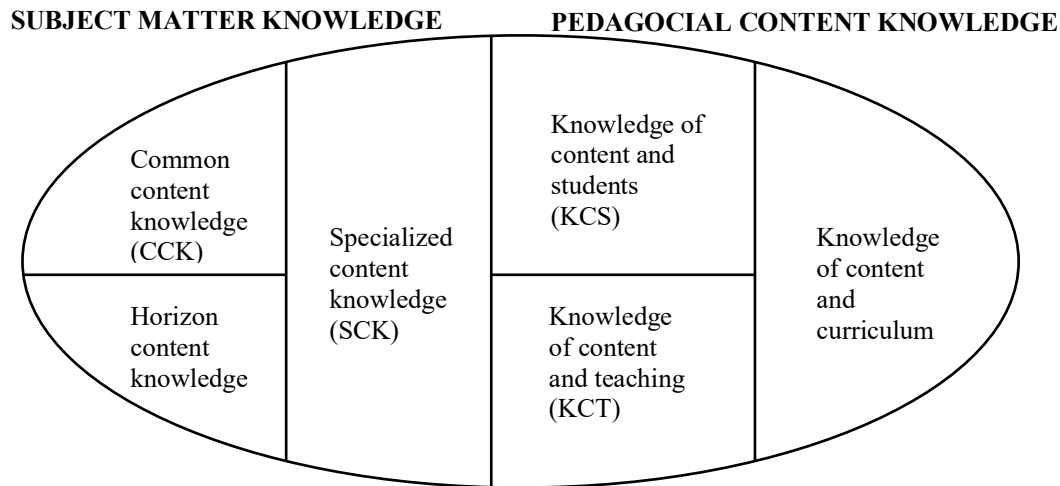 SUBJECT MATTER KNOWLEDGE
PEDAGOCIAL CONTENT KNOWLEDGE
Common
content
knowledge
(CCK)
Horizon
content
knowledge
Specialized
content
knowledge
(SCK)
Knowledge of
content and
students
(KCS)
Knowledge
of content
and teaching
(KCT)
Knowledge
of content
and
curriculum